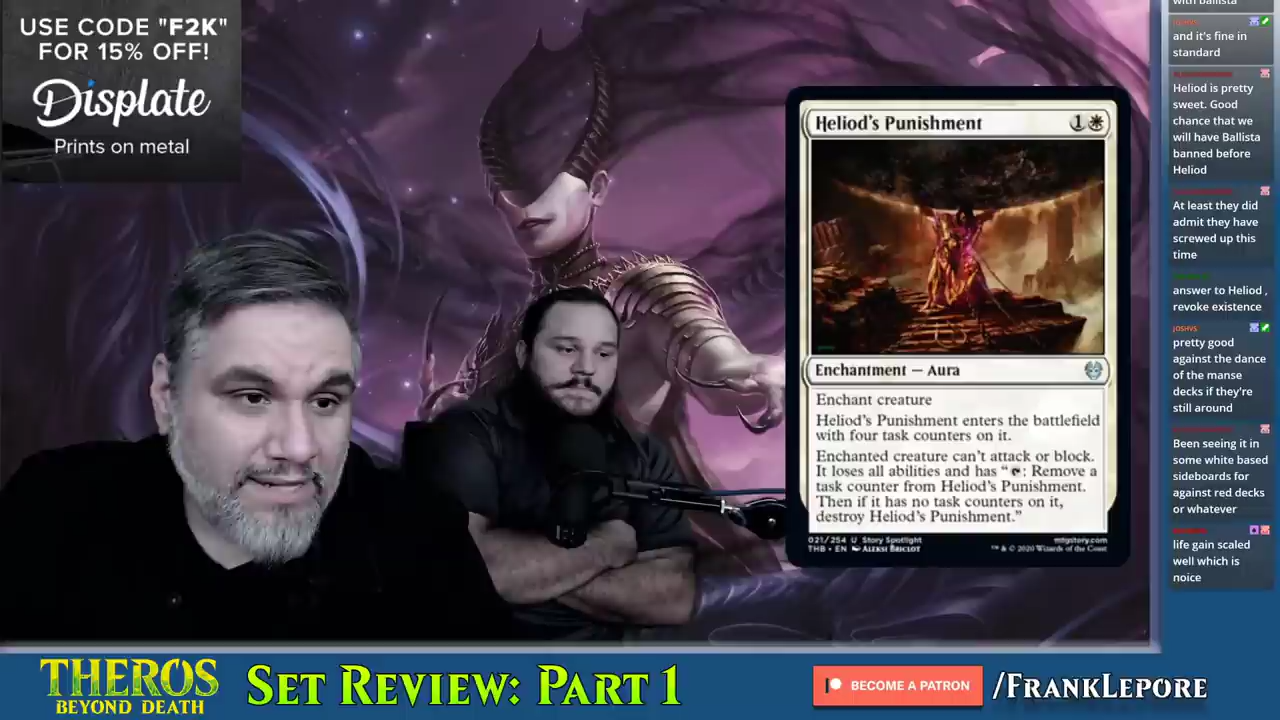 USE CODE "F2K"
FOR 15% OFF!
Displate
Prints on metal
Heliod's Punishment
1
Enchantment — Aura
Enchant creature
Heliod's Punishment enters the battlefield
with four task counters on it.
Enchanted creature can't attack or block.
It loses all abilities and has “: Remove a
task counter from Heliod's Punishment.
Then if it has no task counters on it,
destroy Heliod's Punishment.”
021/254 U Story Spotlight
mtgstory.com
THB • EN ALEKSI BRICLOT
™ & © 2020 Wizards of the Coast
with Ballista
and it's fine in
standard
Heliod is pretty
sweet. Good
chance that we
will have Ballista
banned before
Heliod
At least they did
admit they have
screwed up this
time
answer to Heliod ,
revoke existence
JOSHVS
pretty good
against the dance
of the manse
decks if they're
still around
Been seeing it in
some white based
sideboards for
against red decks
or whatever
life gain scaled
well which is
noice
THEROS
BEYOND DEATH
SET REVIEW: PART 1
BECOME A PATRON
/FRANKLEPORE